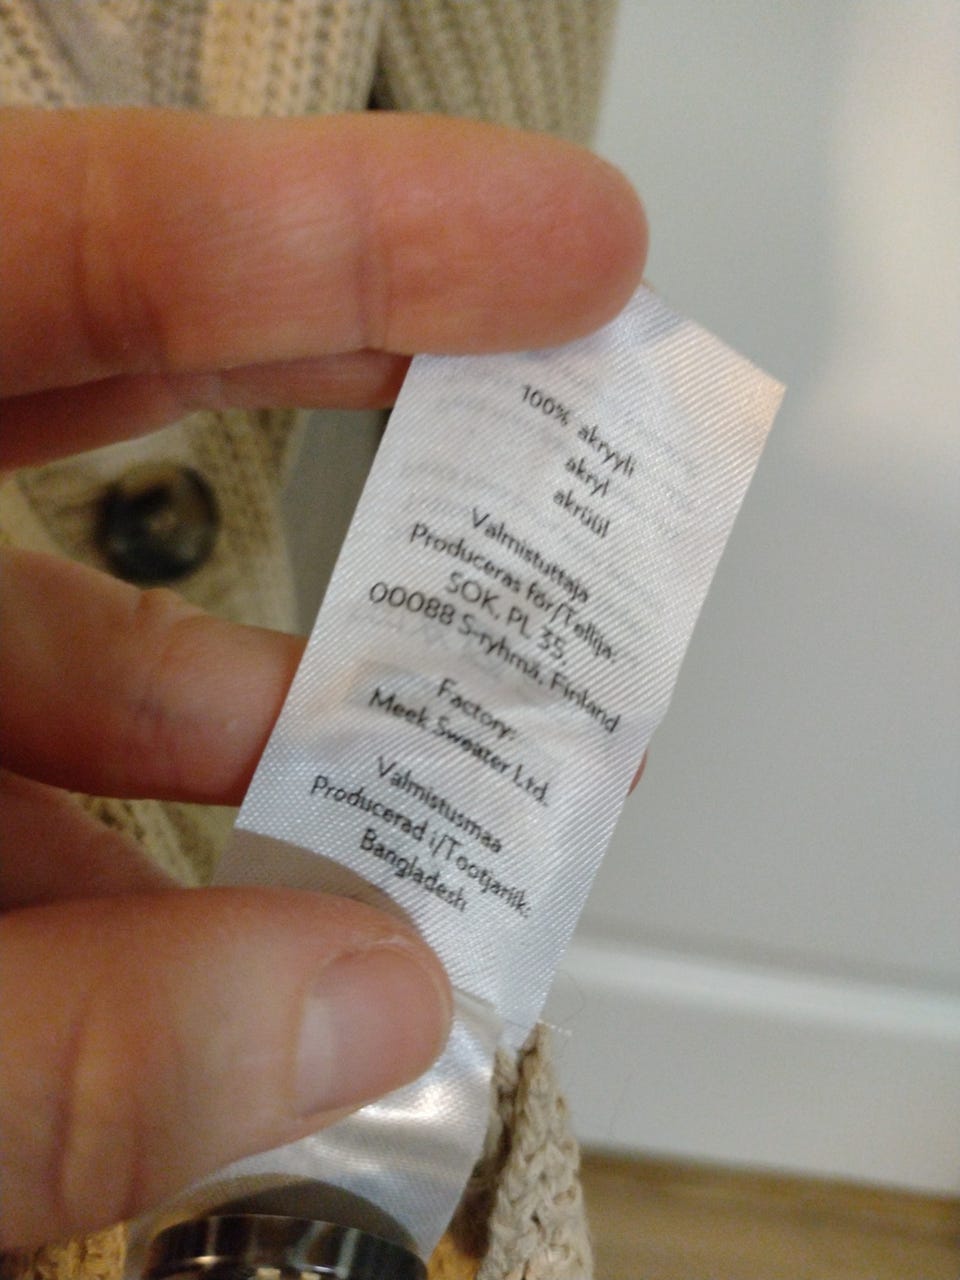 100% akryyli
akryl
akrüül
Valmistuttaja
Produceras för/Tellija:
SOK, PL 35,
00088 S-ryhmä, Finland
Factory:
Meek Sweater Ltd.
Valmistusmaa
Producerad i/Tootjariik:
Bangladesh